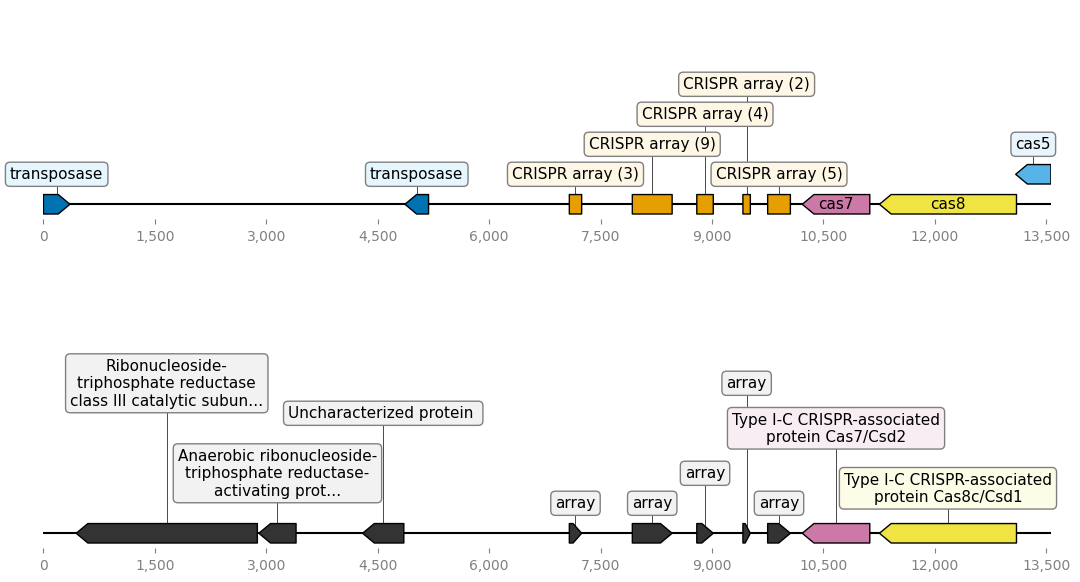 CRISPR array (2)
CRISPR array (4)
CRISPR array (9)
cas5
transposase
transposase
CRISPR array (3)
CRISPR array (5)
cas7
cas8
0
1,500
3,000
4,500
6,000
7,500
9,000
10,500
12,000
13,500
Ribonucleoside-
triphosphate reductase
class III catalytic subun...
array
Uncharacterized protein
Type I-C CRISPR-associated
protein Cas7/Csd2
Anaerobic ribonucleoside-
triphosphate reductase-
activating prot...
array
Type I-C CRISPR-associated
protein Cas8c/Csd1
array
array
array
0
1,500
3,000
4,500
6,000
7,500
9,000
10,500
12,000
13,500